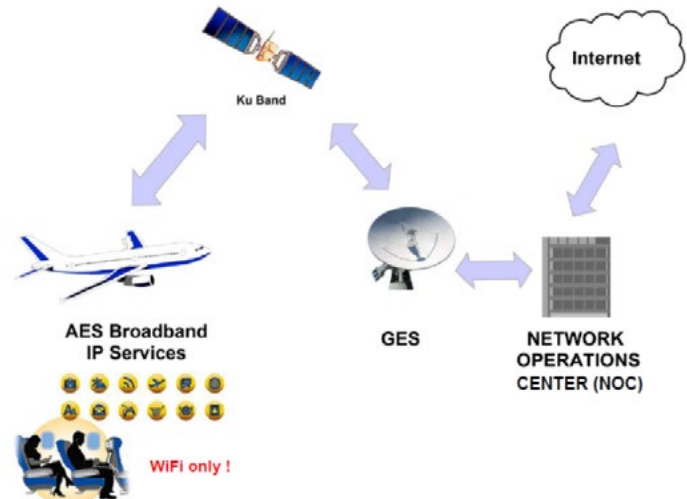 Internet
Ku Band
AES Broadband
IP Services
GES
NETWORK
OPERATIONS
CENTER (NOC)
WiFi only !